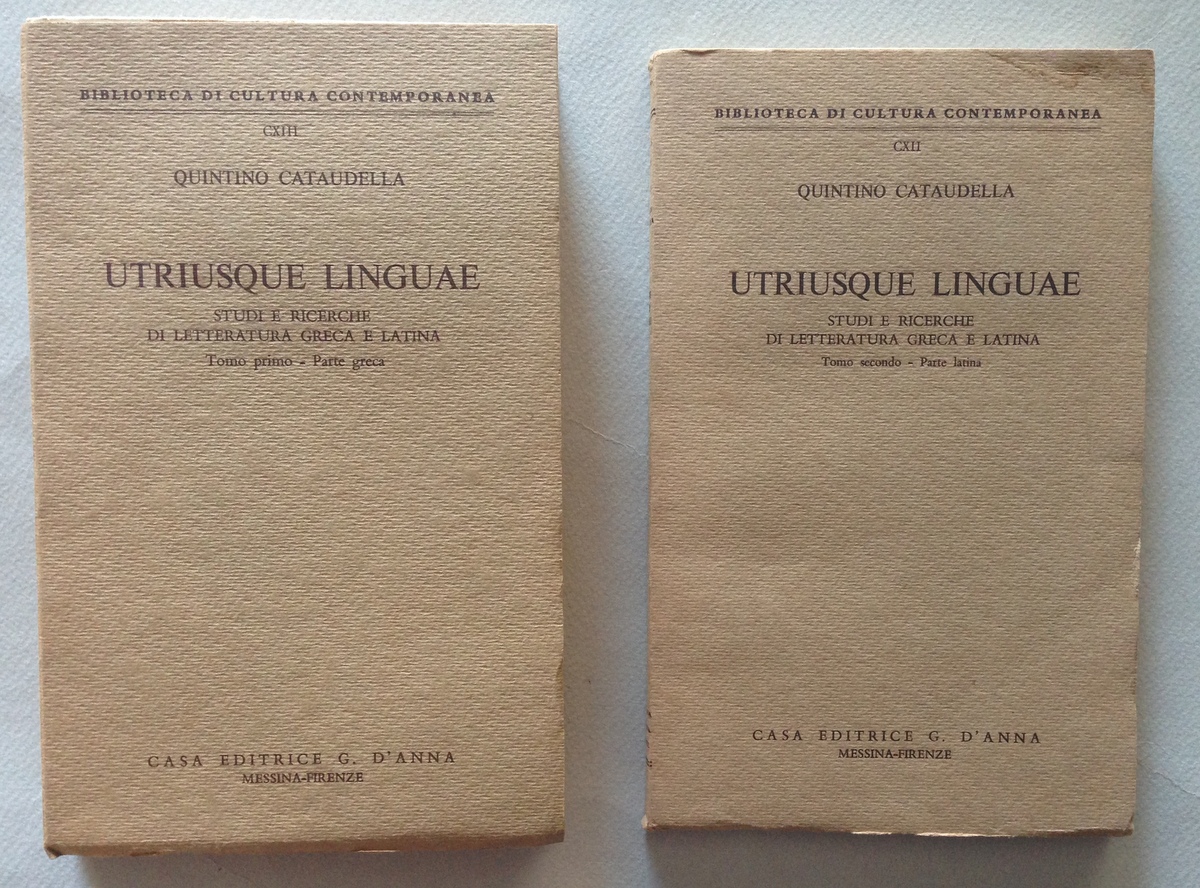 BIBLIOTECA DI CULTURA CONTEMPORANEA
CXIII
QUINTINO CATAUDELLA
UTRIUSQUE LINGUAE
STUDI E RICERCHE
DI LETTERATURA GRECA E LATINA
Tomo primo - Parte greca
CASA EDITRICE G. D'ANNA
MESSINA-FIRENZE
BIBLIOTECA DI CULTURA CONTEMPORANEA
CXII
QUINTINO CATAUDELLA
UTRIUSQUE LINGUAE
STUDI E RICERCHE
DI LETTERATURA GRECA E LATINA
Tomo secondo - Parte latina
CASA EDITRICE G. D'ANNA
MESSINA-FIRENZE